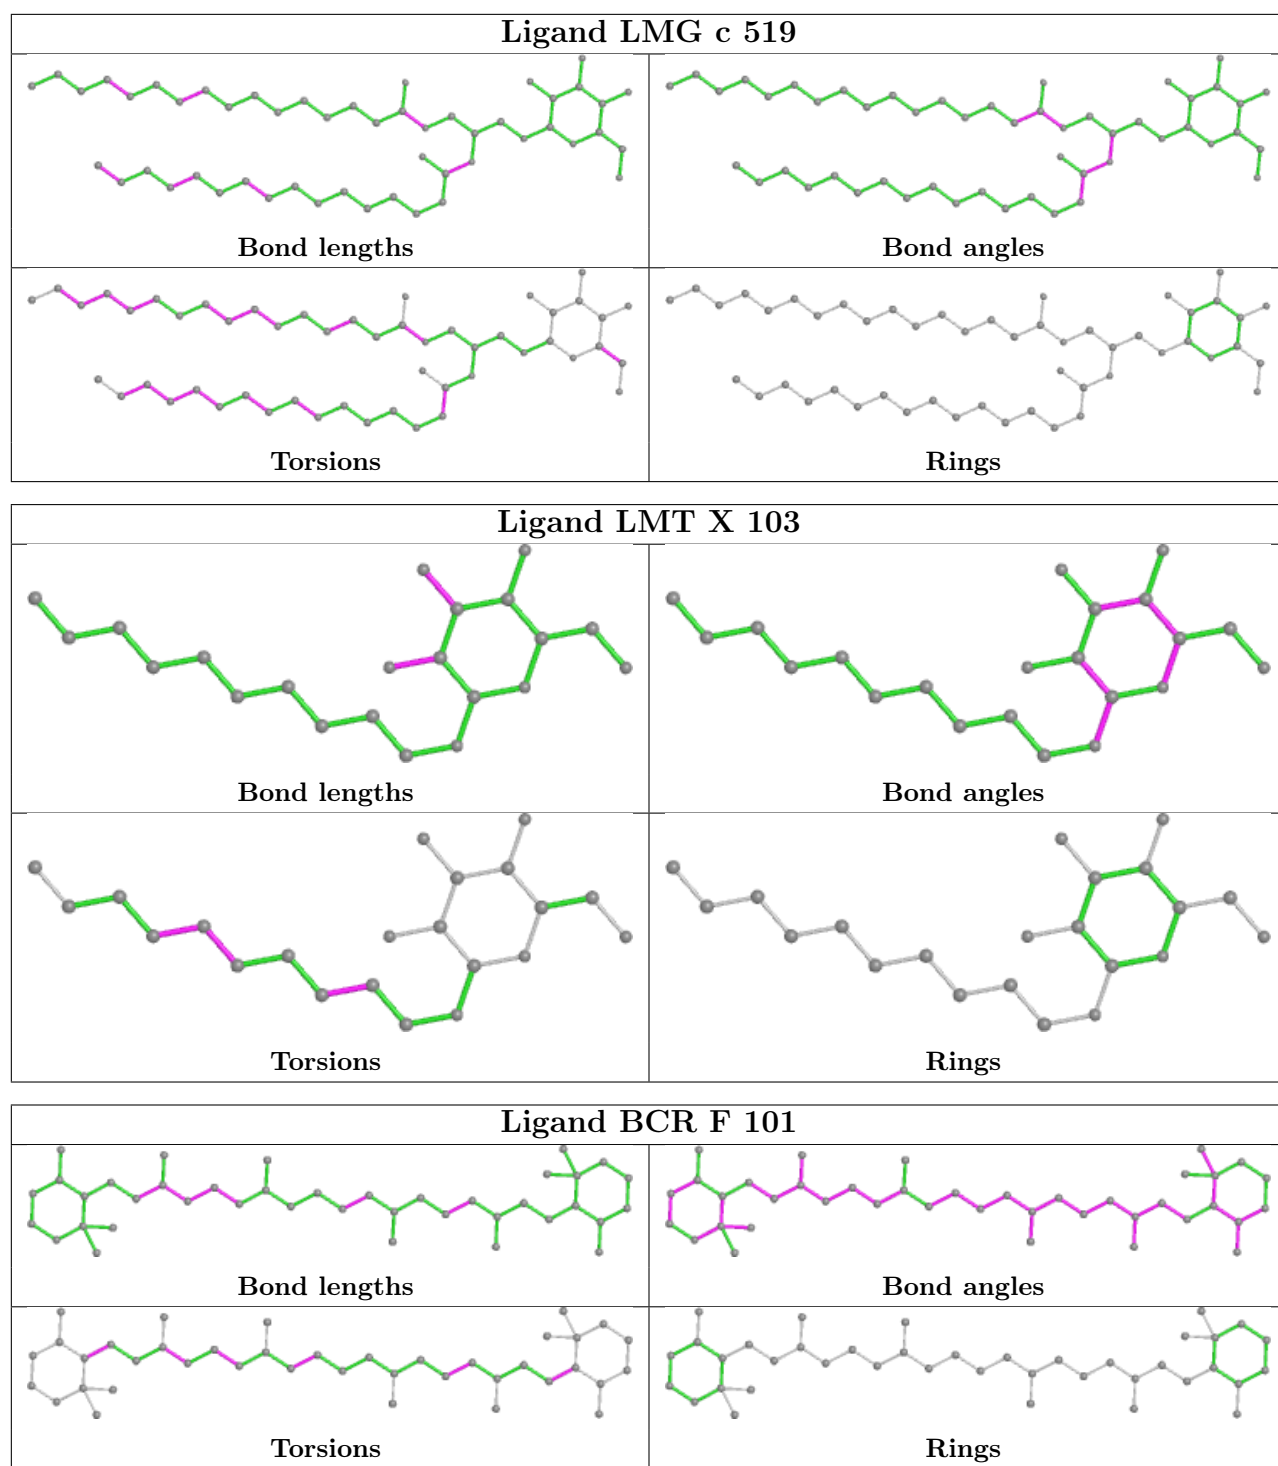 Ligand LMG c 519
Bond lengths
Bond angles
Torsions
Rings
Ligand LMT X 103
Bond lengths
Bond angles
Torsions
Rings
Ligand BCR F 101
Bond lengths
Bond angles
Torsions
Rings